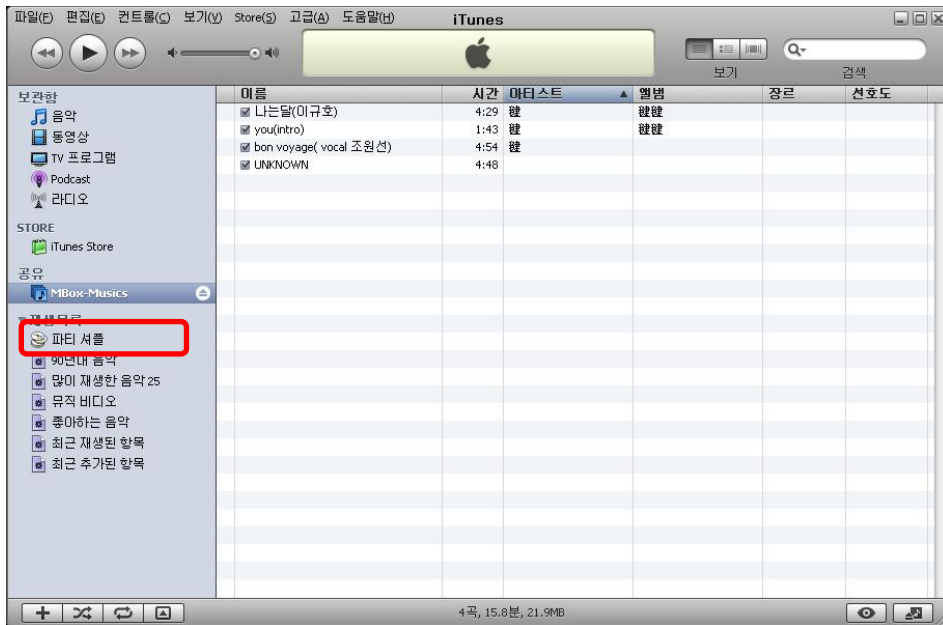 파일(F) 편집(E) 컨트롤(C) 보기(V) Store(S) 고급(A) 도움말(H)
iTunes
보기
검색
보관함
음악
동영상
TV 프로그램
Podcast
라디오
STORE
iTunes Store
공유
MBox-Musics
재생목록
파티 셔플
90년대 음악
많이 재생한 음악 25
뮤직 비디오
좋아하는 음악
최근 재생된 항목
최근 추가된 항목
이름 시간 아티스트 앨범 장르 선호도
나는달(이규호) 4:29 鞬 鞬鞬
you(intro) 1:43 鞬 鞬鞬
bon voyage( vocal 조원선) 4:54 鞬
UNKNOWN 4:48
4곡, 15.8분, 21.9MB